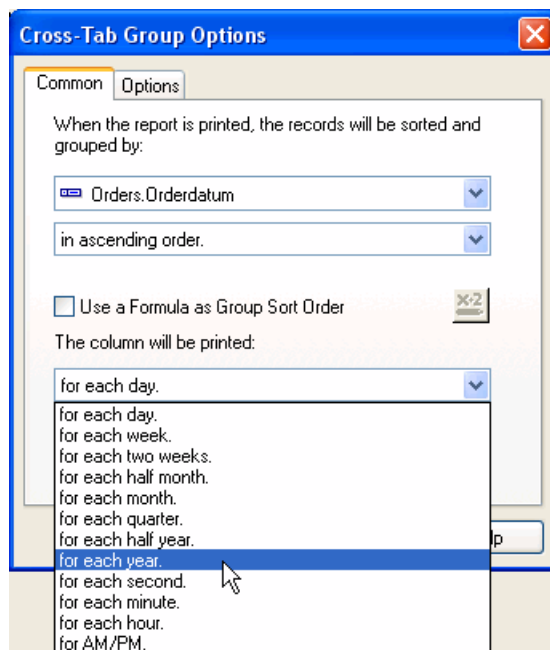 Cross-Tab Group Options
Common
Options
When the report is printed, the records will be sorted and
grouped by:
Orders.Orderdatum
in ascending order.
Use a Formula as Group Sort Order
X+2
The column will be printed:
for each day.
for each day.
for each week.
for each two weeks.
for each half month.
for each month.
for each quarter.
for each half year.
for each year.
for each second.
for each minute.
for each hour.
for AM/PM.